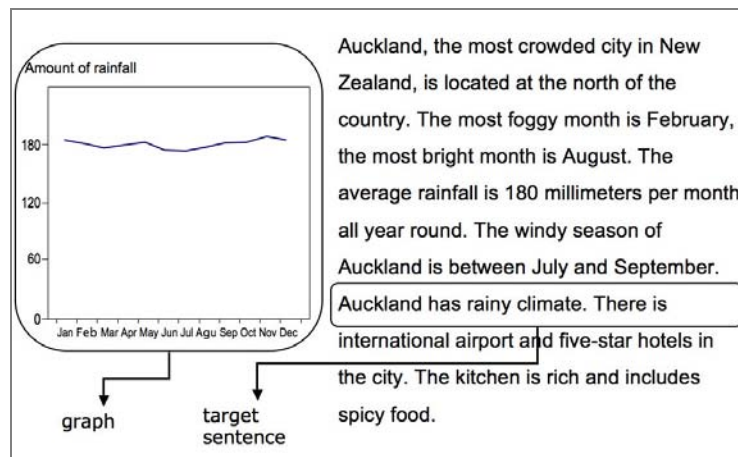 Amount of rainfall
180
120
60
0
Jan Feb Mar Apr May Jun Jul Agu Sep Oct Nov Dec
graph
target
sentence
Auckland, the most crowded city in New
Zealand, is located at the north of the
country. The most foggy month is February,
the most bright month is August. The
average rainfall is 180 millimeters per month
all year round. The windy season of
Auckland is between July and September.
Auckland has rainy climate. There is
international airport and five-star hotels in
the city. The kitchen is rich and includes
spicy food.